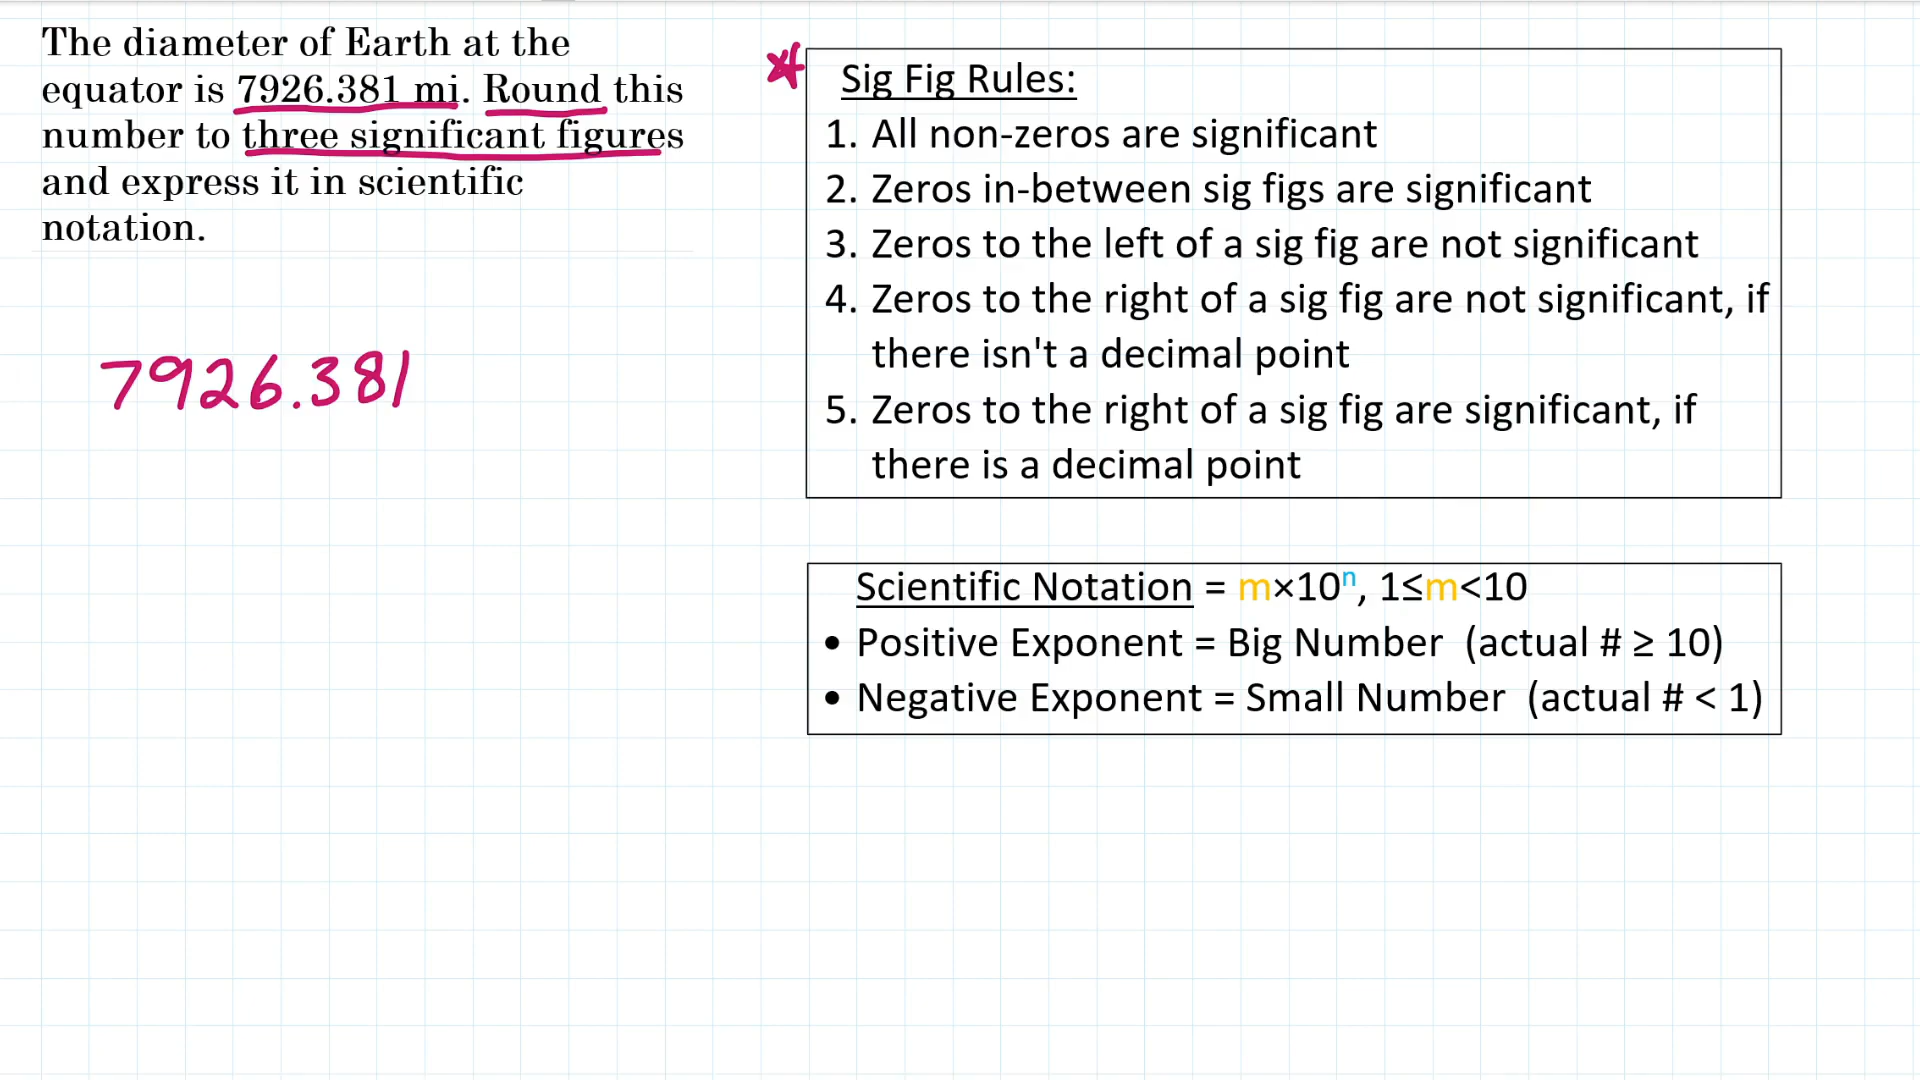 The diameter of Earth at the
equator is 7926.381 mi. Round this
number to three significant figures
and express it in scientific
notation.
7926.381
* Sig Fig Rules:
1. All non-zeros are significant
2. Zeros in-between sig figs are significant
3. Zeros to the left of a sig fig are not significant
4. Zeros to the right of a sig fig are not significant, if
there isn't a decimal point
5. Zeros to the right of a sig fig are significant, if
there is a decimal point
Scientific Notation = m×10ⁿ, 1≤m<10
• Positive Exponent = Big Number (actual # ≥ 10)
• Negative Exponent = Small Number (actual # < 1)